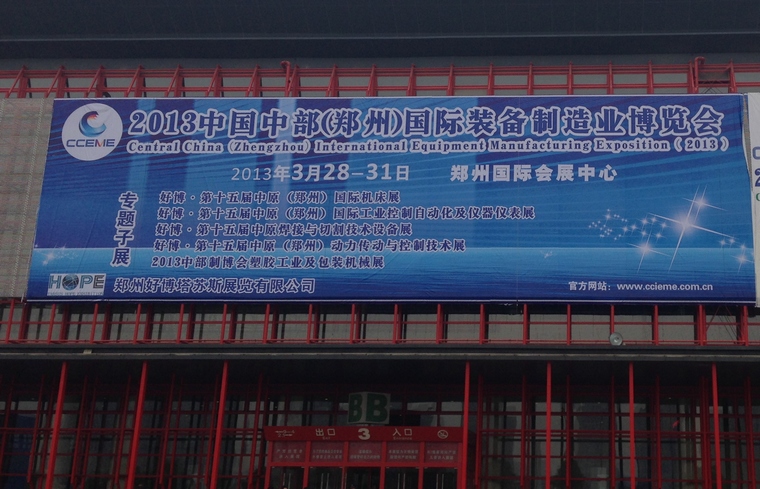 CCEME
2013中国中部(郑州)国际装备制造业博览会
Central China (Zhengzhou) International Equipment Manufacturing Exposition (2013)
2013年3月28-31日 郑州国际会展中心
专题子展
好博·第十五届中原(郑州)国际机床展
好博·第十五届中原(郑州)国际工业控制自动化及仪器仪表展
好博·第十五届中原焊接与切割技术设备展
好博·第十五届中原(郑州)动力传动与控制技术展
2013中部制博会塑胶工业及包装机械展
HOPE
郑州好博塔苏斯展览有限公司
官方网站：www.ccieme.com.cn
8B
出口 3 入口